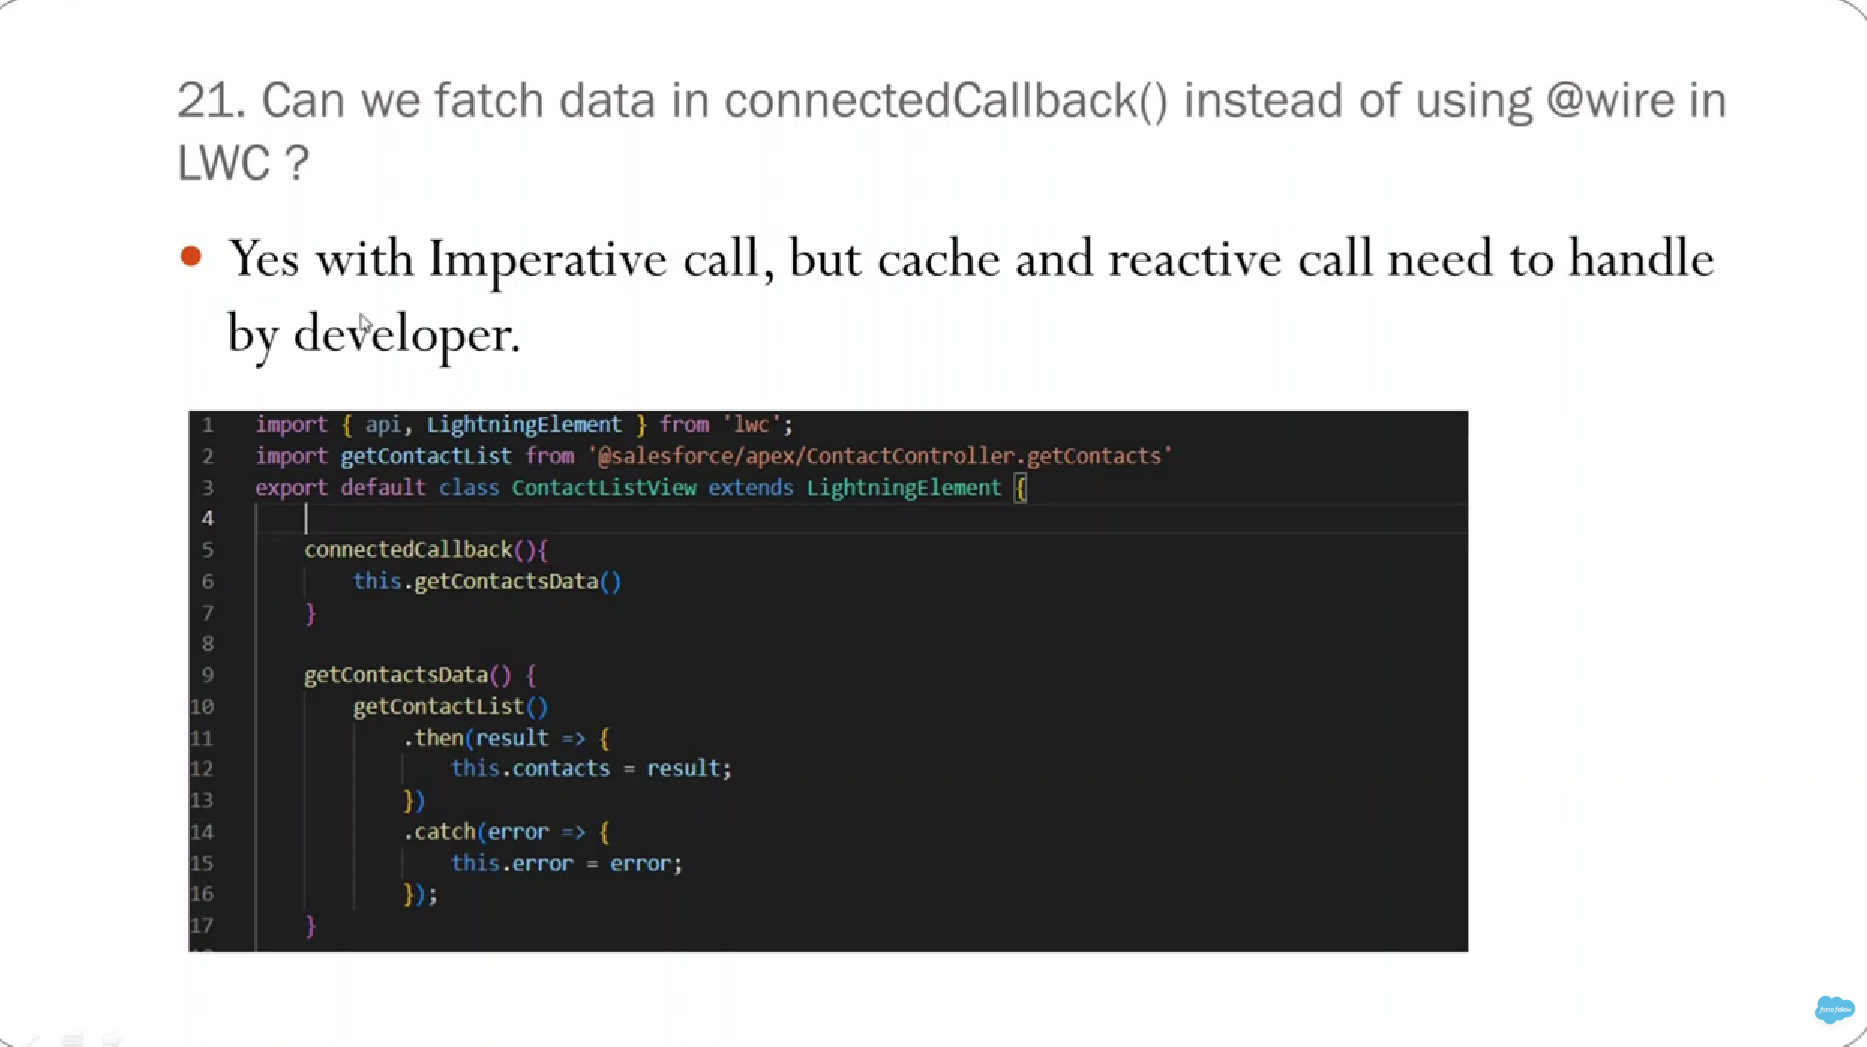 21. Can we fatch data in connectedCallback() instead of using @wire in
LWC ?
Yes with Imperative call, but cache and reactive call need to handle
by developer.
1 import { api, LightningElement } from 'lwc';
2 import getContactList from '@salesforce/apex/ContactController.getContacts'
3 export default class ContactListView extends LightningElement {
4
5 connectedCallback(){
6 this.getContactsData()
7 }
8
9 getContactsData() {
10 getContactList()
11 .then(result => {
12 this.contacts = result;
13 })
14 .catch(error => {
15 this.error = error;
16 });
17 }
forcefellow